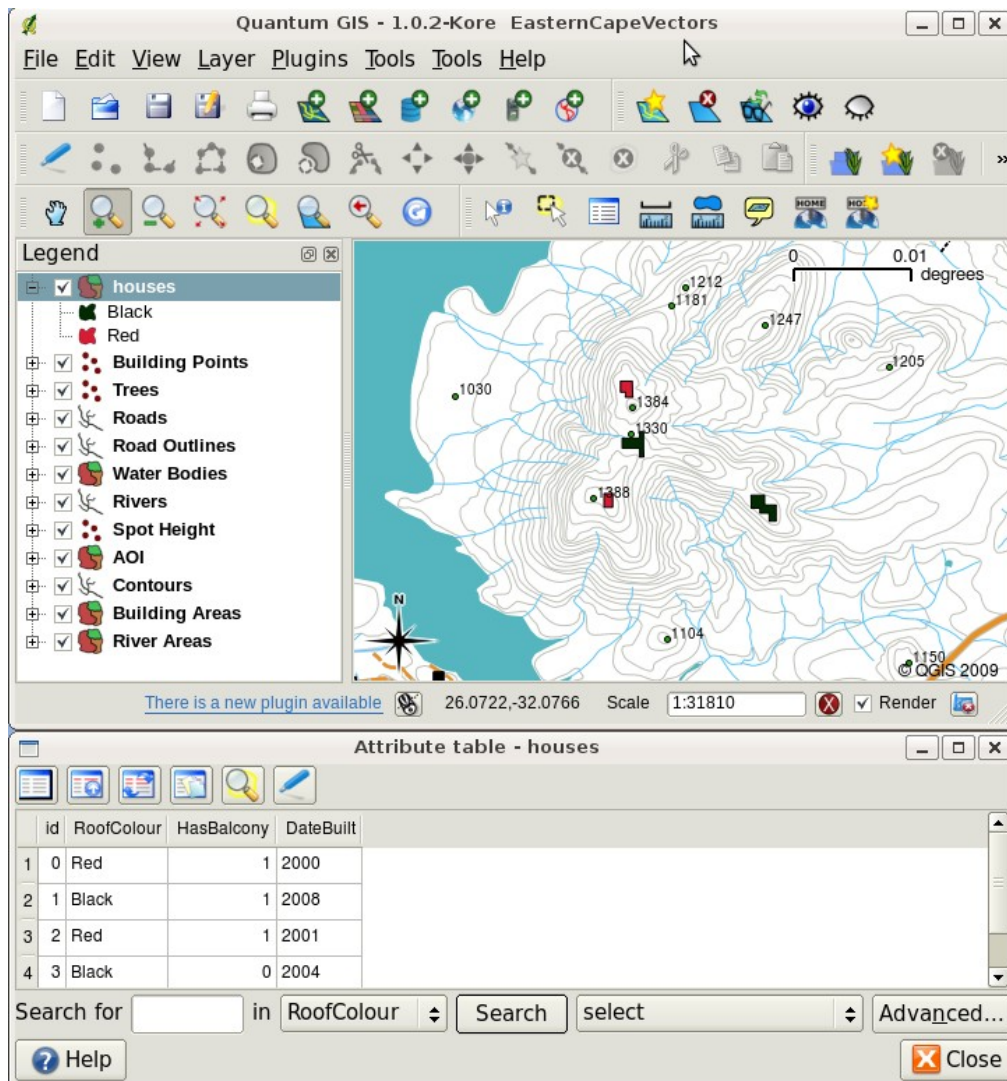 Quantum GIS - 1.0.2-Kore EasternCapeVectors
File Edit View Layer Plugins Tools Tools Help
HOME
Legend
houses
Black
Red
Building Points
Trees
Roads
Road Outlines
Water Bodies
Rivers
Spot Height
AOI
Contours
Building Areas
River Areas
0 0.01
degrees
1212
1181
1247
1205
1030
1384
1330
1388
N
1104
1150
© QGIS 2009
There is a new plugin available 26.0722,-32.0766 Scale 1:31810 Render
Attribute table - houses
id RoofColour HasBalcony DateBuilt
1 0 Red 1 2000
2 1 Black 1 2008
3 2 Red 1 2001
4 3 Black 0 2004
Search for in RoofColour Search select Advanced...
Help Close